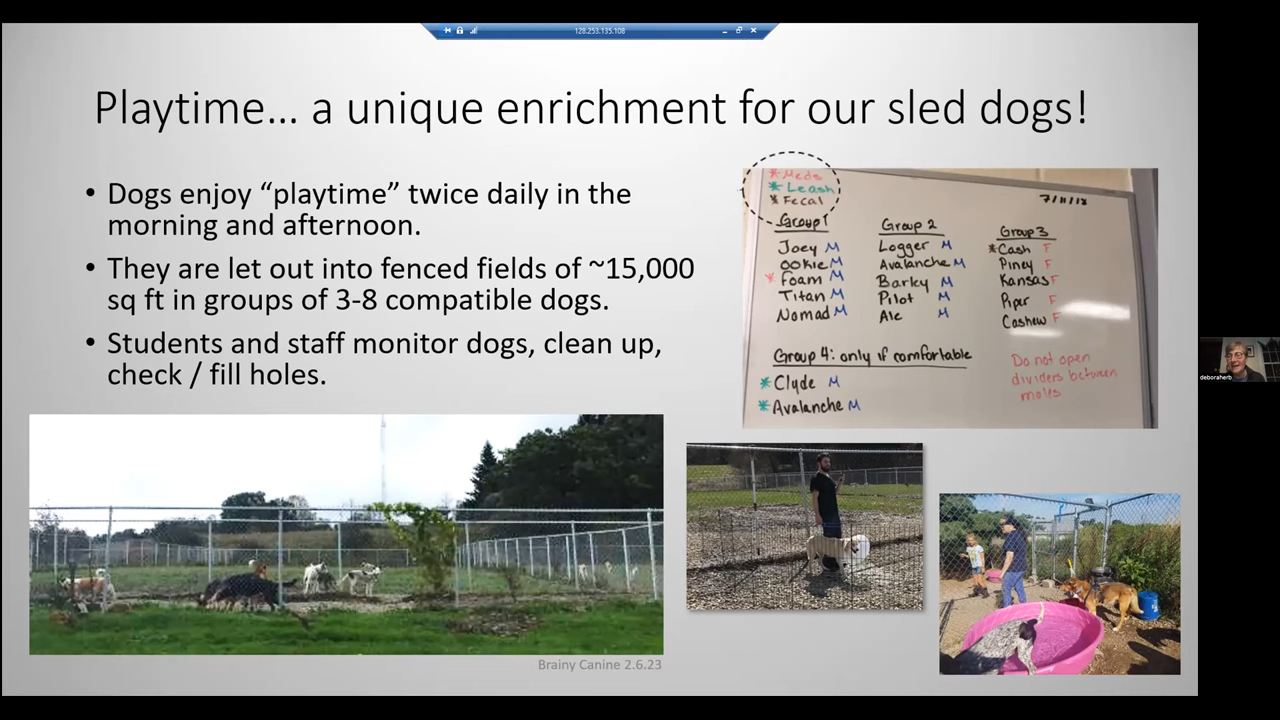 128.253.135.108
Playtime... a unique enrichment for our sled dogs!
• Dogs enjoy “playtime” twice daily in the
morning and afternoon.
• They are let out into fenced fields of ~15,000
sq ft in groups of 3-8 compatible dogs.
• Students and staff monitor dogs, clean up,
check / fill holes.
* Meds
* Leash
* Fecal
7/11/18
Group 1
Joey M
Ookie M
* Foam M
Titan M
Nomad M
Group 2
Logger M
Avalanche M
Barky M
Pilot M
Ale M
Group 3
* Cash F
Piney F
Kansas F
Piper F
Cashew F
Group 4: only if comfortable
* Clyde M
* Avalanche M
Do not open
dividers between
males
deboraherb
Brainy Canine 2.6.23